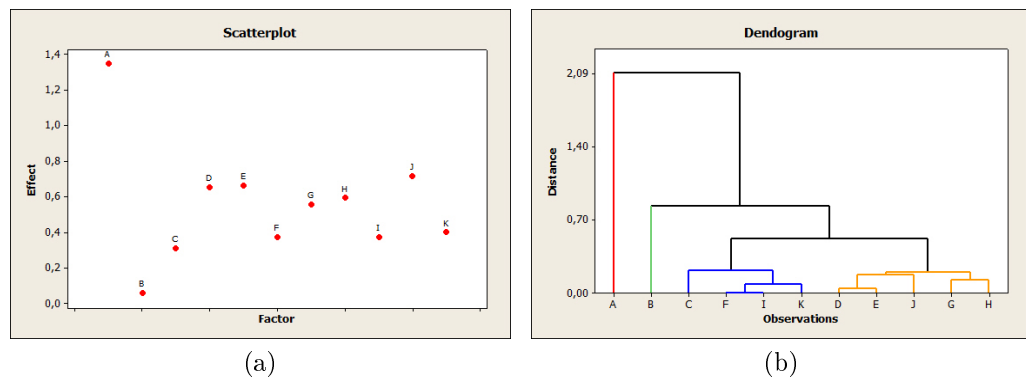 Scatterplot
1,4
1,2
1,0
0,8
0,6
0,4
0,2
0,0
Effect
A
B
C
D
E
F
G
H
I
J
K
Factor
(a)
Dendogram
2,09
1,40
0,70
0,00
Distance
A B C F I K D E J G H
Observations
(b)